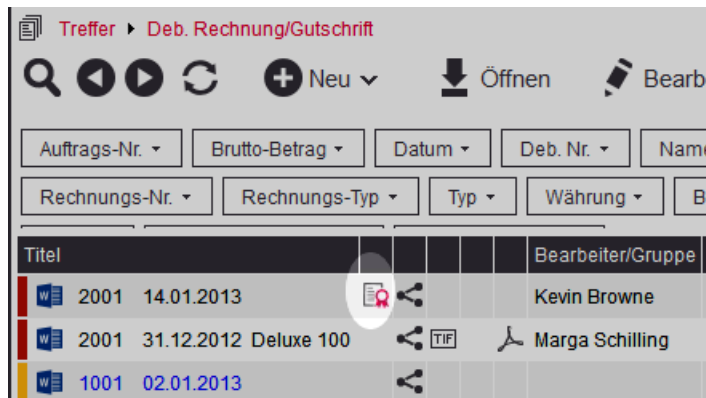 Treffer Deb. Rechnung/Gutschrift
Neu Öffnen Bearb
Auftrags-Nr. Brutto-Betrag Datum Deb. Nr. Name
Rechnungs-Nr. Rechnungs-Typ Typ Währung B
Titel Bearbeiter/Gruppe
W 2001 14.01.2013 Kevin Browne
W 2001 31.12.2012 Deluxe 100 TIF Marga Schilling
W 1001 02.01.2013